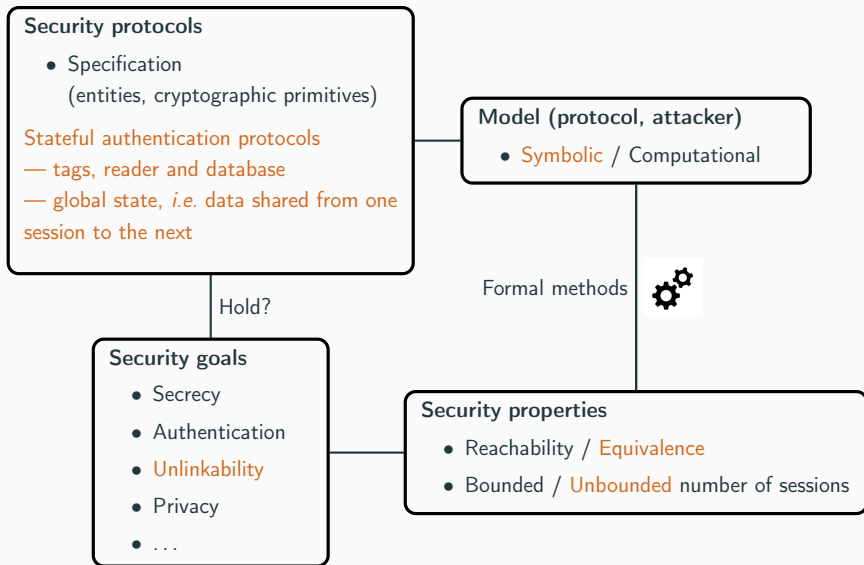 Security protocols
• Specification
(entities, cryptographic primitives)
Stateful authentication protocols
— tags, reader and database
— global state, i.e. data shared from one
session to the next
Model (protocol, attacker)
• Symbolic / Computational
Formal methods
Hold?
Security goals
• Secrecy
• Authentication
• Unlinkability
• Privacy
• . . .
Security properties
• Reachability / Equivalence
• Bounded / Unbounded number of sessions